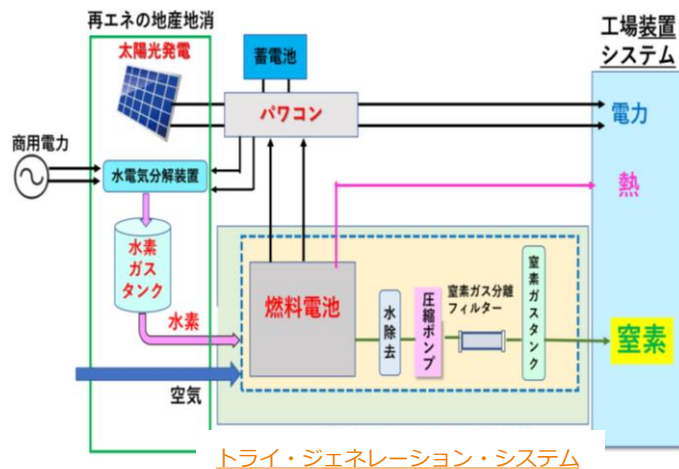 再エネの地産地消
太陽光発電
蓄電池
パワコン
商用電力
水電気分解装置
水素
ガス
タンク
水素
空気
燃料電池
水除去
圧縮ポンプ
窒素ガス分離
フィルター
窒素ガスタンク
工場装置
システム
電力
熱
窒素
トライ・ジェネレーション・システム